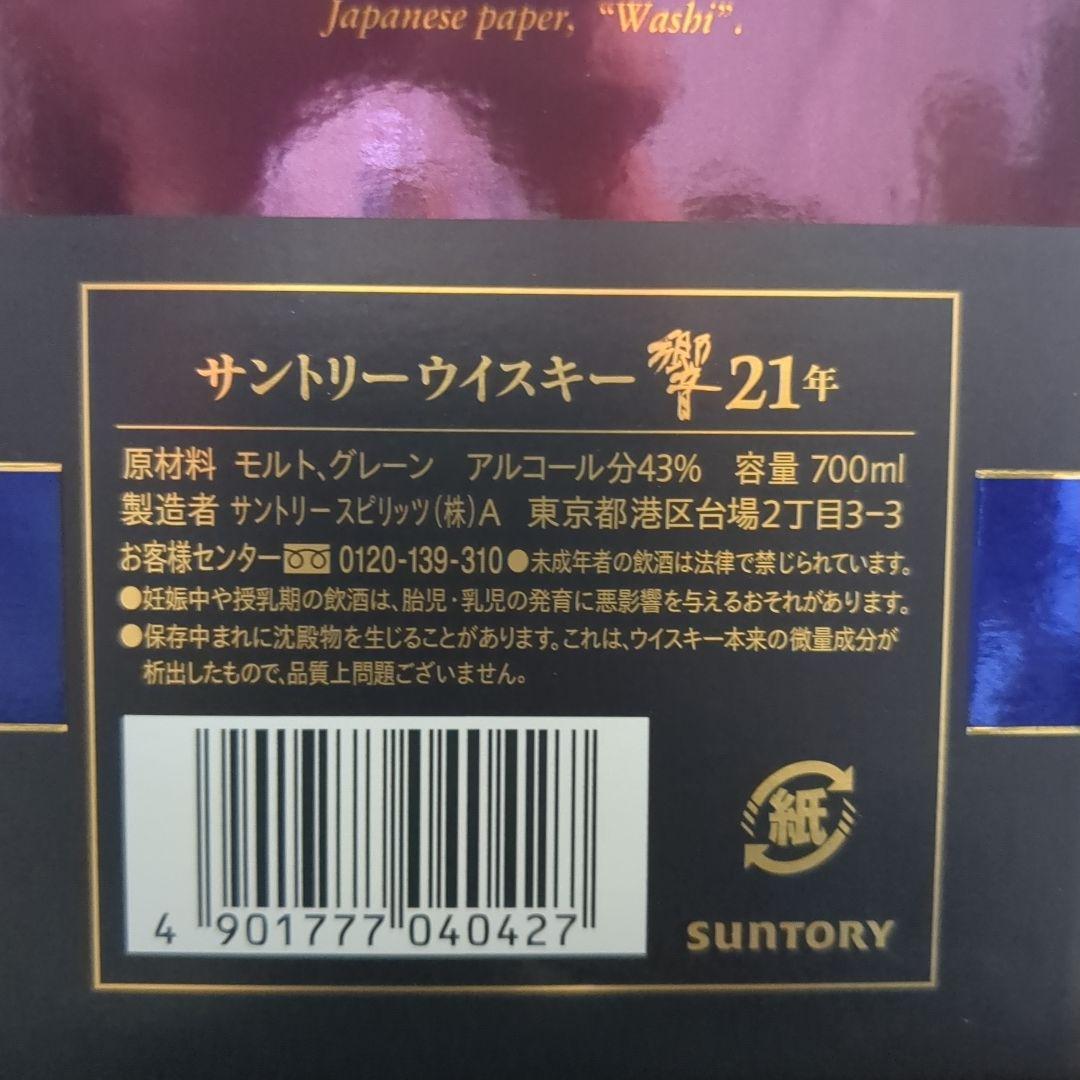 Japanese paper, “Washi”.
サントリーウイスキー 響 21年
原材料 モルト、グレーン アルコール分43% 容量 700ml
製造者 サントリースピリッツ(株)A 東京都港区台場2丁目3−3
お客様センター 0120-139-310 ●未成年者の飲酒は法律で禁じられています。
●妊娠中や授乳期の飲酒は、胎児・乳児の発育に悪影響を与えるおそれがあります。
●保存中まれに沈殿物を生じることがあります。これは、ウイスキー本来の微量成分が
析出したもので、品質上問題ございません。
紙
4 901777 040427
SUNTORY